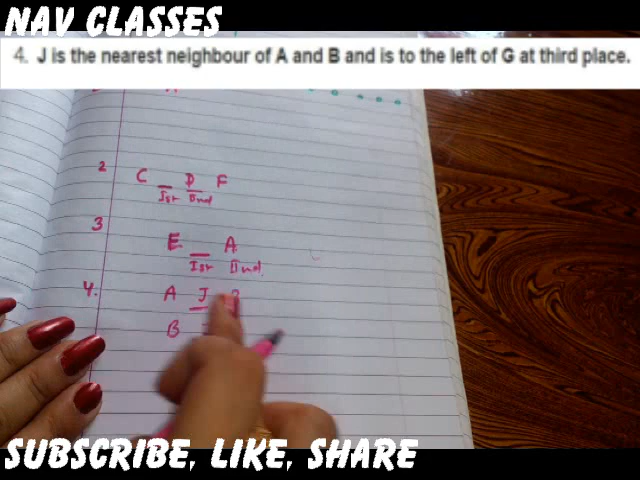 NAV CLASSES
4. J is the nearest neighbour of A and B and is to the left of G at third place.
2 C _ D F
Ist IInd
3 E _ A
Ist IInd
4. A J
B
SUBSCRIBE, LIKE, SHARE